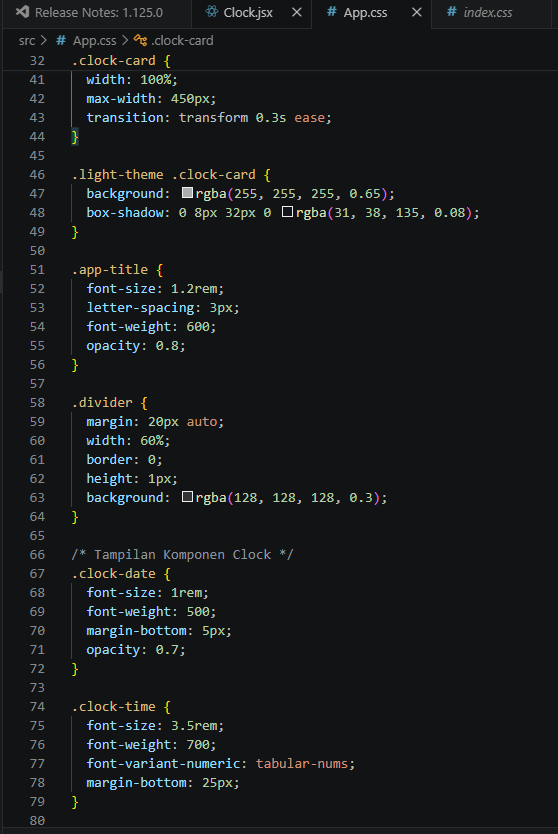 Release Notes: 1.125.0 Clock.jsx # App.css # index.css
src > # App.css > .clock-card
32 .clock-card {
41 width: 100%;
42 max-width: 450px;
43 transition: transform 0.3s ease;
44 }
45
46 .light-theme .clock-card {
47 background: rgba(255, 255, 255, 0.65);
48 box-shadow: 0 8px 32px 0 rgba(31, 38, 135, 0.08);
49 }
50
51 .app-title {
52 font-size: 1.2rem;
53 letter-spacing: 3px;
54 font-weight: 600;
55 opacity: 0.8;
56 }
57
58 .divider {
59 margin: 20px auto;
60 width: 60%;
61 border: 0;
62 height: 1px;
63 background: rgba(128, 128, 128, 0.3);
64 }
65
66 /* Tampilan Komponen Clock */
67 .clock-date {
68 font-size: 1rem;
69 font-weight: 500;
70 margin-bottom: 5px;
71 opacity: 0.7;
72 }
73
74 .clock-time {
75 font-size: 3.5rem;
76 font-weight: 700;
77 font-variant-numeric: tabular-nums;
78 margin-bottom: 25px;
79 }
80